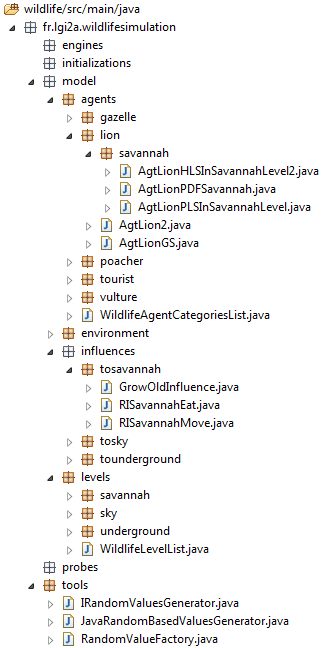 wildlife/src/main/java
fr.lgi2a.wildlifesimulation
engines
initializations
model
agents
gazelle
lion
savannah
AgtLionHLSInSavannahLevel2.java
AgtLionPDFSavannah.java
AgtLionPLSInSavannahLevel.java
AgtLion2.java
AgtLionGS.java
poacher
tourist
vulture
WildlifeAgentCategoriesList.java
environment
influences
tosavannah
GrowOldInfluence.java
RISavannahEat.java
RISavannahMove.java
tosky
tounderground
levels
savannah
sky
underground
WildlifeLevelList.java
probes
tools
IRandomValuesGenerator.java
JavaRandomBasedValuesGenerator.java
RandomValueFactory.java